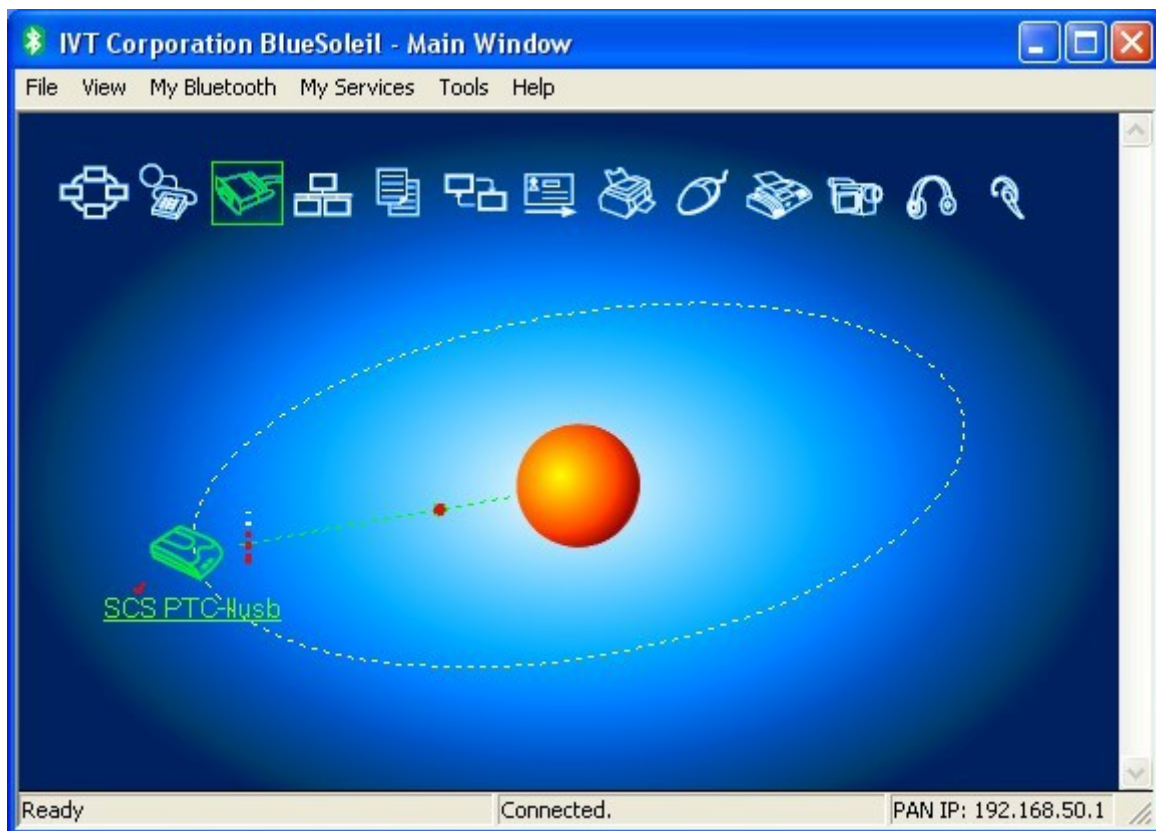 IVT Corporation BlueSoleil - Main Window
File View My Bluetooth My Services Tools Help
SCS PTC-IIusb
Ready Connected. PAN IP: 192.168.50.1